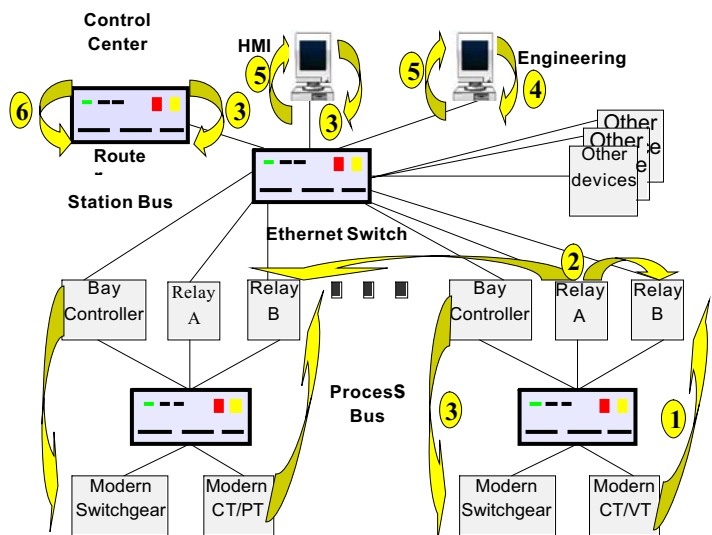 Control
Center
HMI
Engineering
5
5
4
6
3
3
Route
Station Bus
Ethernet Switch
Other
Other
Other
devices
2
Bay
Controller
Relay
A
Relay
B
Bay
Controller
Relay
A
Relay
B
Process
Bus
3
1
Modern
Switchgear
Modern
CT/PT
Modern
Switchgear
Modern
CT/VT